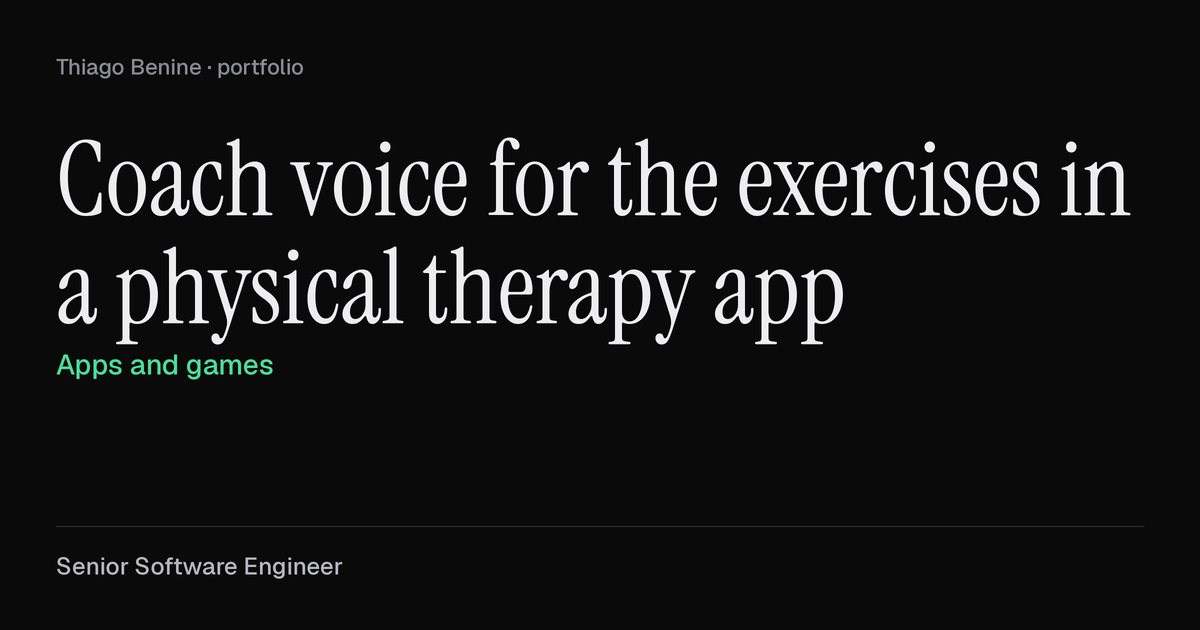 Thiago Benine · portfolio
Coach voice for the exercises in
a physical therapy app
Apps and games
Senior Software Engineer